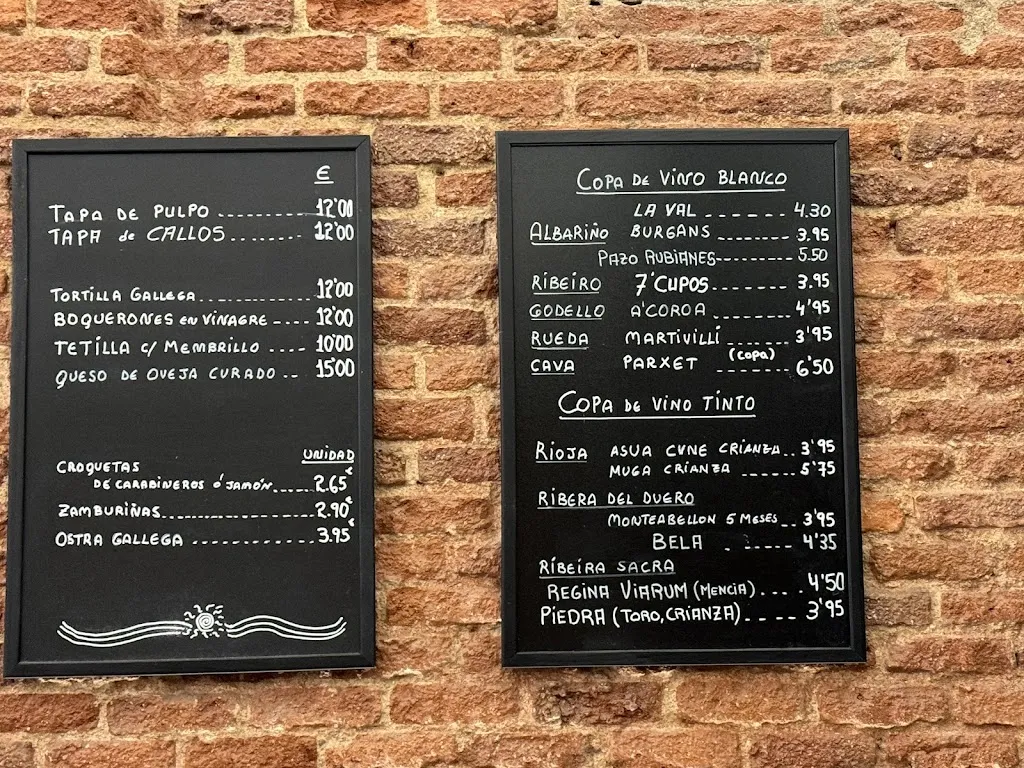 €
TAPA DE PULPO ........... 12'00
TAPA de CALLOS ........ 12'00
TORTILLA GALLEGA ............ 12'00
BOQUERONES en VINAGRE ---- 12'00
TETILLA c/ MEMBRILLO .... 10'00
QUESO DE OVEJA CURADO .. 15'00
UNIDAD
CROQUETAS
DE CARABINEROS ó JAMÓN ...... 2.65€
ZAMBURIÑAS ................ 2.90€
OSTRA GALLEGA ............ 3.95€
COPA DE VINO BLANCO
LA VAL ------ 4.30
ALBARIÑO BURGANS ------- 3.95
PAZO RUBIANES --------- 5.50
RIBEIRO 7'CUPOS ........ 3.95
GODELLO A'COROA ......... 4'95
RUEDA MARTIVILLÍ ...... 3'95
CAVA PARXET (COPA) ------- 6'50
COPA DE VINO TINTO
RIOJA ASUA CVNE CRIANZA .. 3'95
MUGA CRIANZA ----- 5'75
RIBERA DEL DUERO
MONTEABELLON 5 MESES .. 3'95
BELA . ----- 4'35
RIBEIRA SACRA
REGINA VIARUM (MENCIA) .... 4'50
PIEDRA (TORO, CRIANZA) .... 3'95